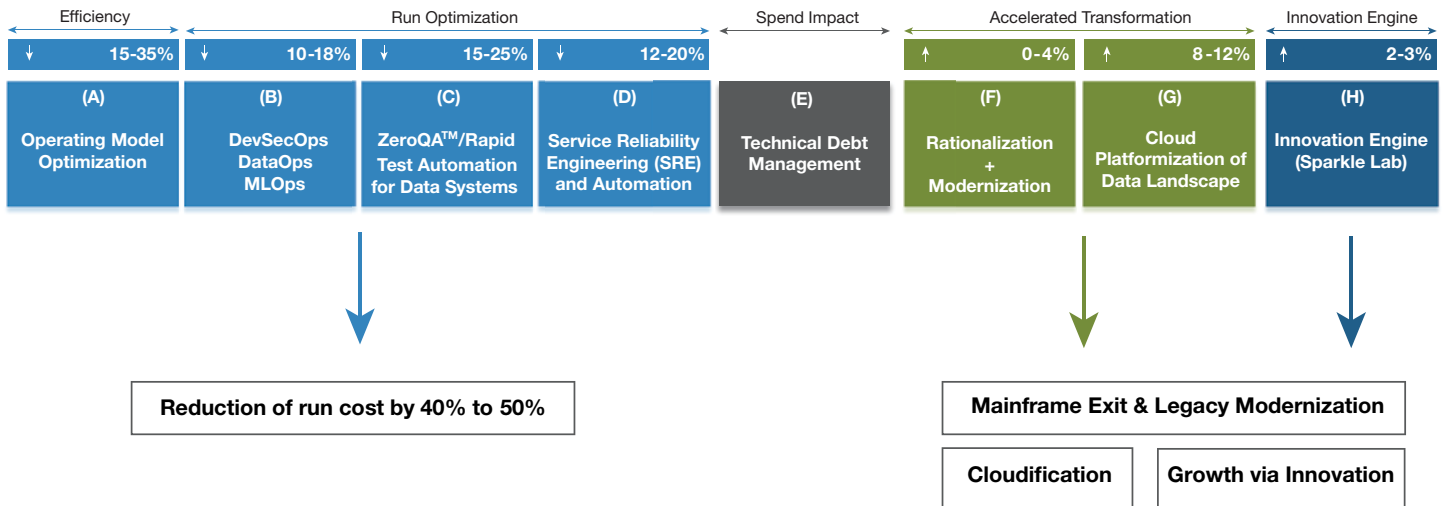 Efficiency
Run Optimization
Spend Impact
Accelerated Transformation
Innovation Engine
↓ 15-35%
↓ 10-18%
↓ 15-25%
↓ 12-20%
↑ 0-4%
↑ 8-12%
↑ 2-3%
(A)
Operating Model
Optimization
(B)
DevSecOps
DataOps
MLOps
(C)
ZeroQA™/Rapid
Test Automation
for Data Systems
(D)
Service Reliability
Engineering (SRE)
and Automation
(E)
Technical Debt
Management
(F)
Rationalization
+
Modernization
(G)
Cloud
Platformization of
Data Landscape
(H)
Innovation Engine
(Sparkle Lab)
Reduction of run cost by 40% to 50%
Mainframe Exit & Legacy Modernization
Cloudification
Growth via Innovation